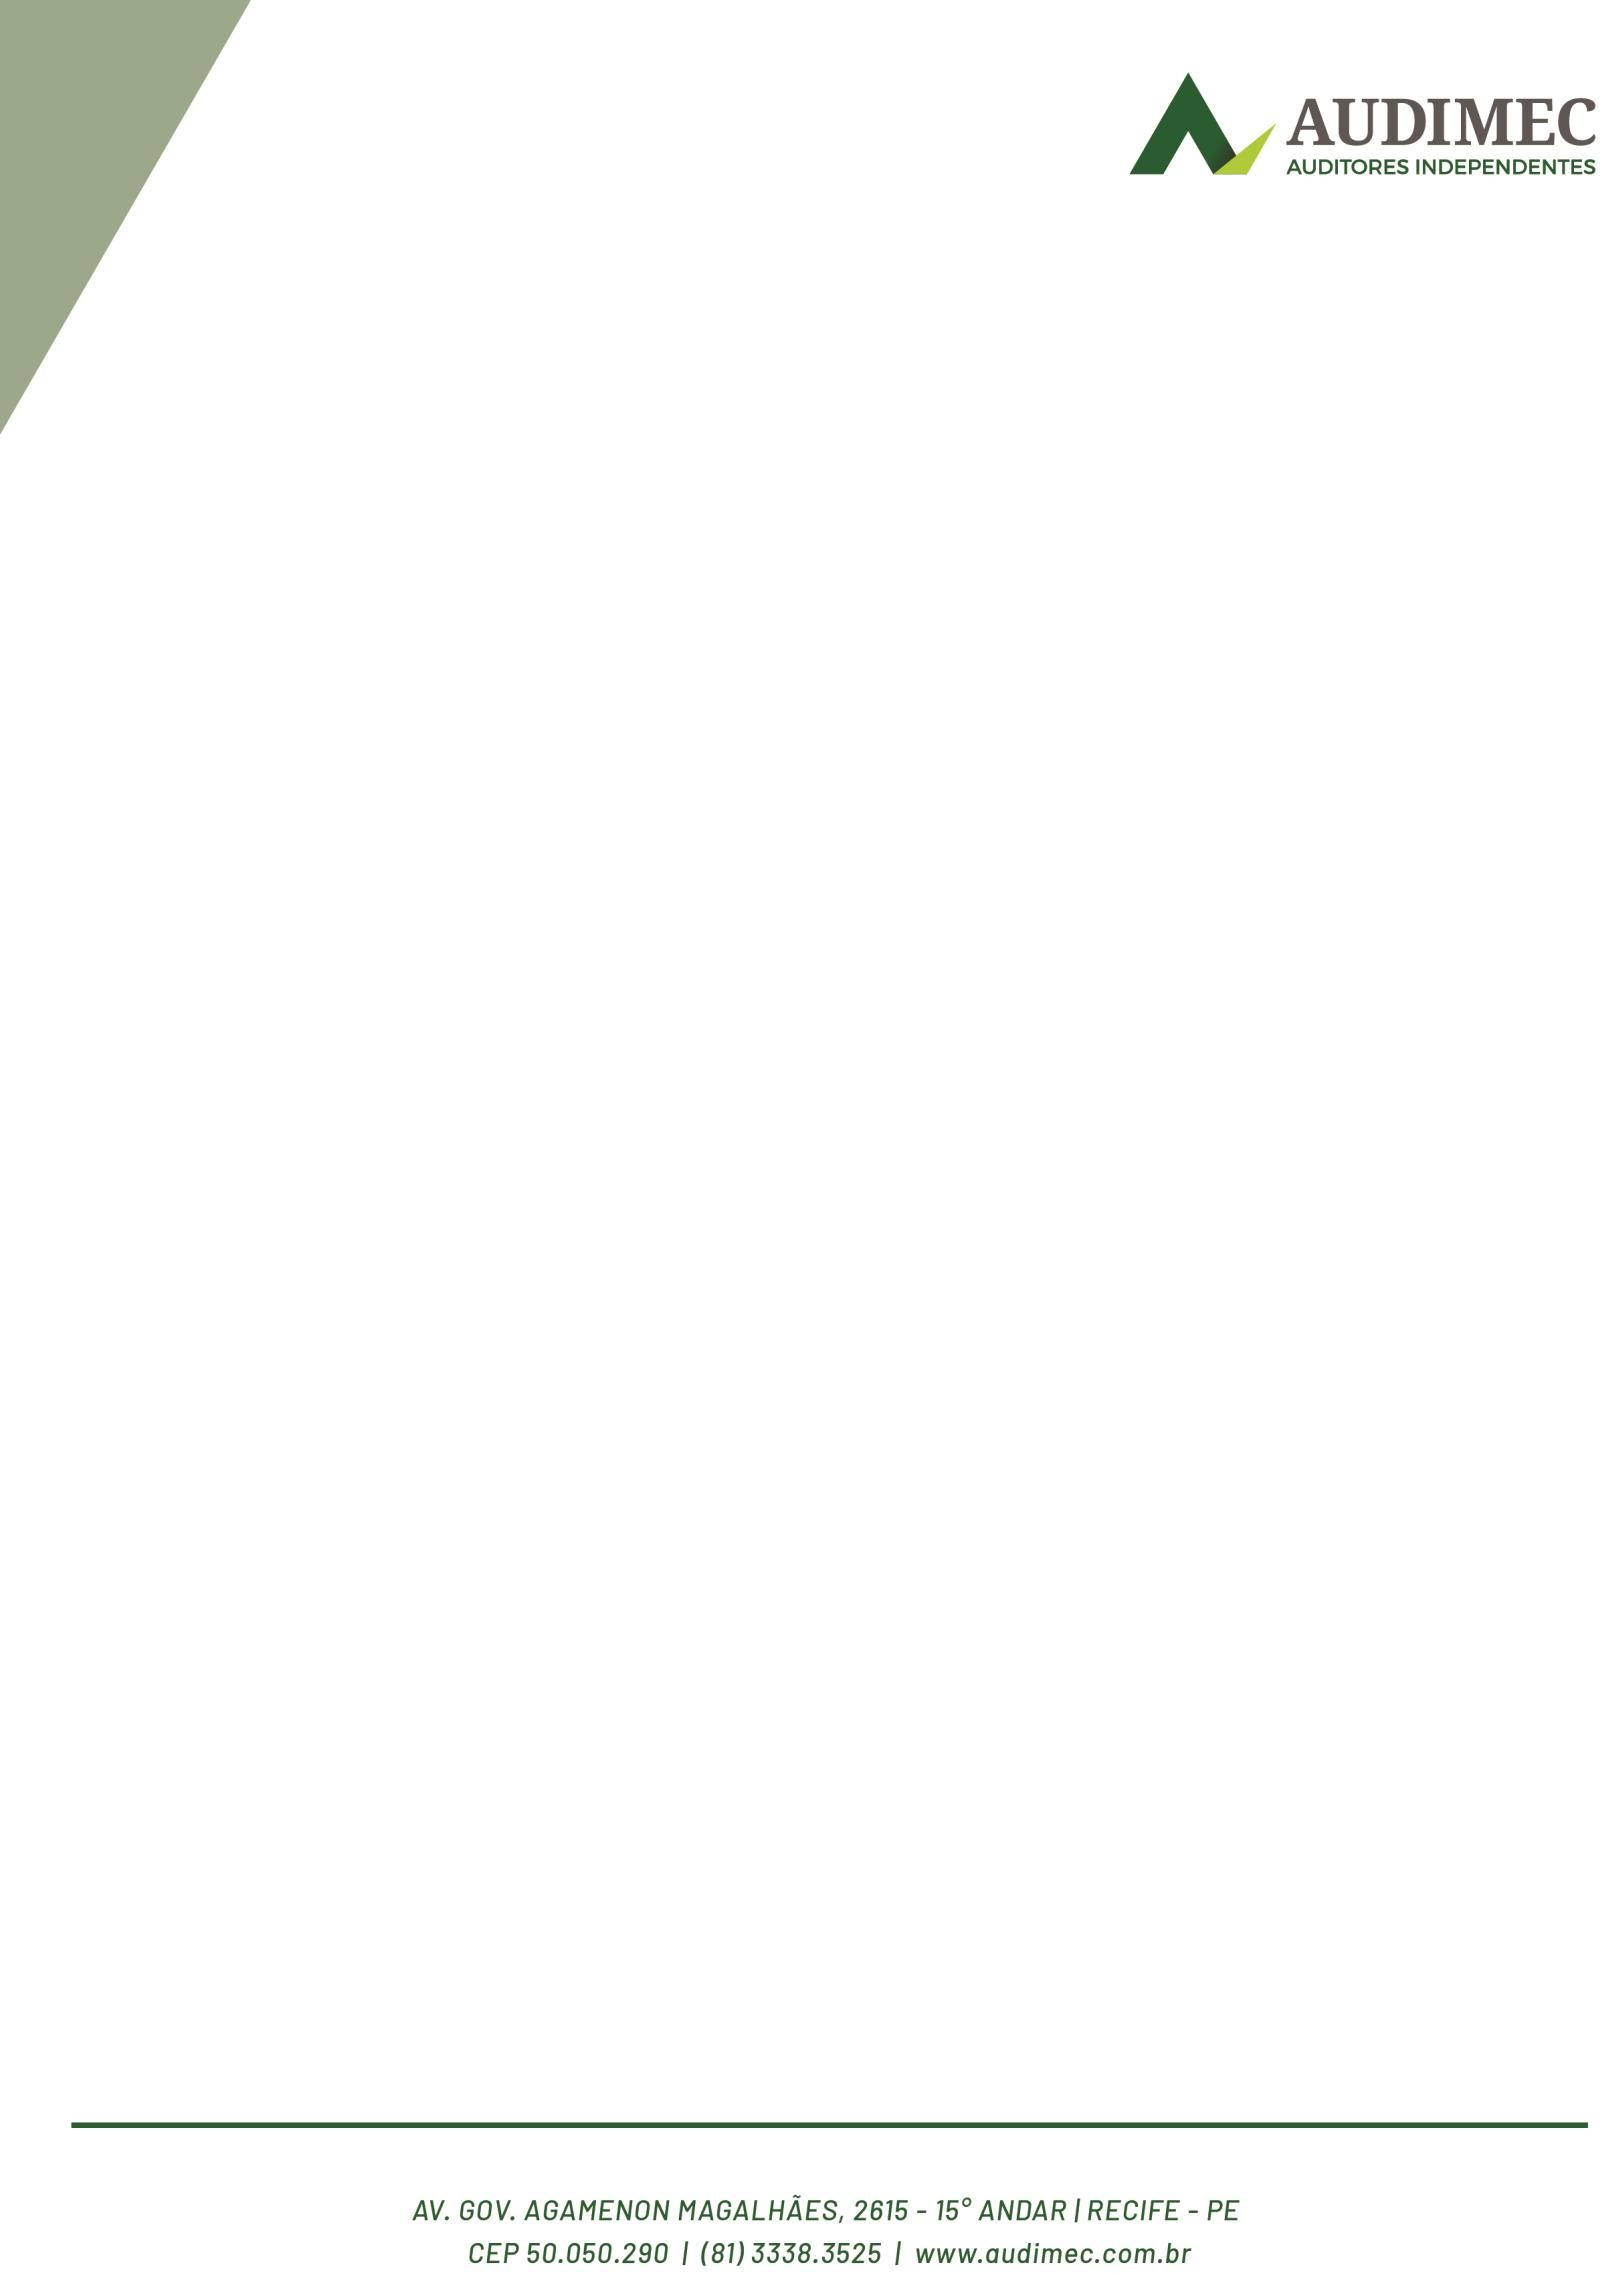 AUDIMEC
AUDITORES INDEPENDENTES
AV. GOV. AGAMENON MAGALHÃES, 2615 - 15° ANDAR | RECIFE - PE
CEP 50.050.290 | (81) 3338.3525 | www.audimec.com.br